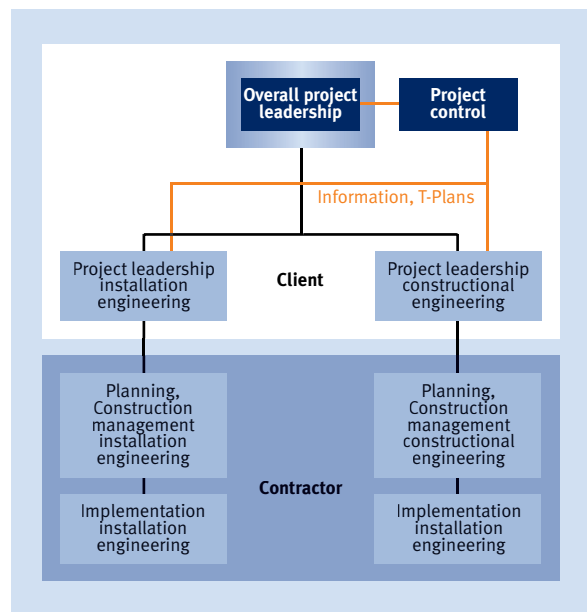 Overall project
leadership
Project
control
Information, T-Plans
Project leadership
installation
engineering
Client
Project leadership
constructional
engineering
Planning,
Construction
management
installation
engineering
Planning,
Construction
management
constructional
engineering
Contractor
Implementation
installation
engineering
Implementation
installation
engineering